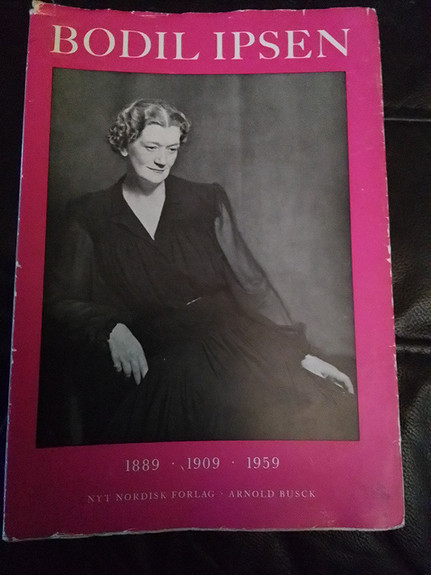 BODIL IPSEN
1889 · 1909 · 1959
NYT NORDISK FORLAG · ARNOLD BUSCK